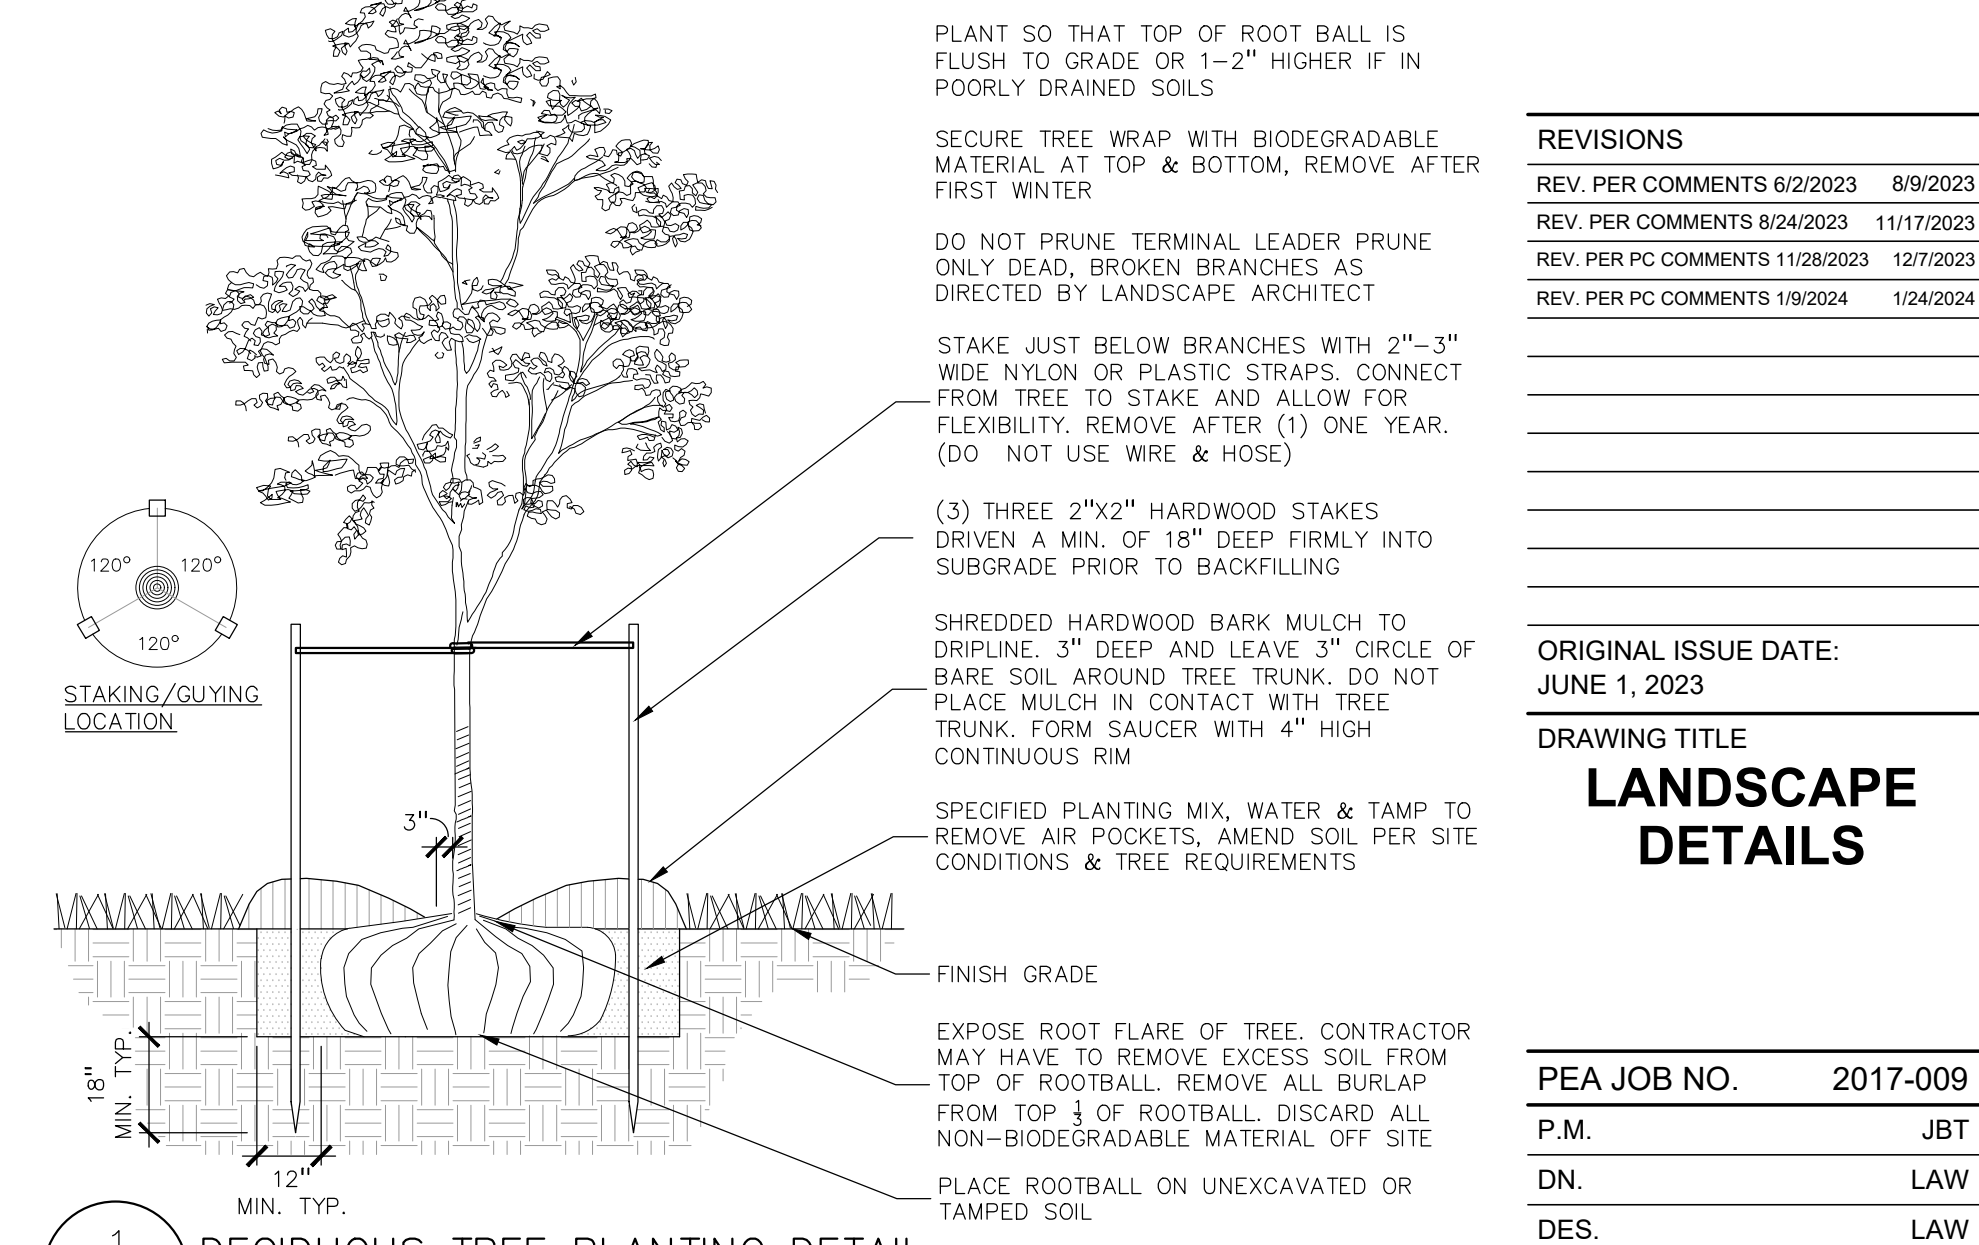 PLANT SO THAT TOP OF ROOT BALL IS
FLUSH TO GRADE OR 1–2" HIGHER IF IN
POORLY DRAINED SOILS
SECURE TREE WRAP WITH BIODEGRADABLE
MATERIAL AT TOP & BOTTOM, REMOVE AFTER
FIRST WINTER
DO NOT PRUNE TERMINAL LEADER PRUNE
ONLY DEAD, BROKEN BRANCHES AS
DIRECTED BY LANDSCAPE ARCHITECT
STAKE JUST BELOW BRANCHES WITH 2"–3"
WIDE NYLON OR PLASTIC STRAPS. CONNECT
FROM TREE TO STAKE AND ALLOW FOR
FLEXIBILITY. REMOVE AFTER (1) ONE YEAR.
(DO NOT USE WIRE & HOSE)
(3) THREE 2"X2" HARDWOOD STAKES
DRIVEN A MIN. OF 18" DEEP FIRMLY INTO
SUBGRADE PRIOR TO BACKFILLING
SHREDDED HARDWOOD BARK MULCH TO
DRIPLINE. 3" DEEP AND LEAVE 3" CIRCLE OF
BARE SOIL AROUND TREE TRUNK. DO NOT
PLACE MULCH IN CONTACT WITH TREE
TRUNK. FORM SAUCER WITH 4" HIGH
CONTINUOUS RIM
SPECIFIED PLANTING MIX, WATER & TAMP TO
REMOVE AIR POCKETS, AMEND SOIL PER SITE
CONDITIONS & TREE REQUIREMENTS
FINISH GRADE
EXPOSE ROOT FLARE OF TREE. CONTRACTOR
MAY HAVE TO REMOVE EXCESS SOIL FROM
TOP OF ROOTBALL. REMOVE ALL BURLAP
FROM TOP 1/3 OF ROOTBALL. DISCARD ALL
NON–BIODEGRADABLE MATERIAL OFF SITE
PLACE ROOTBALL ON UNEXCAVATED OR
TAMPED SOIL
120° 120°
120°
STAKING/GUYING
LOCATION
3"
18"
MIN. TYP.
12"
MIN. TYP.
1
DECIDUOUS TREE PLANTING DETAIL
REVISIONS
REV. PER COMMENTS 6/2/2023 8/9/2023
REV. PER COMMENTS 8/24/2023 11/17/2023
REV. PER PC COMMENTS 11/28/2023 12/7/2023
REV. PER PC COMMENTS 1/9/2024 1/24/2024
ORIGINAL ISSUE DATE:
JUNE 1, 2023
DRAWING TITLE
LANDSCAPE
DETAILS
PEA JOB NO. 2017-009
P.M. JBT
DN. LAW
DES. LAW